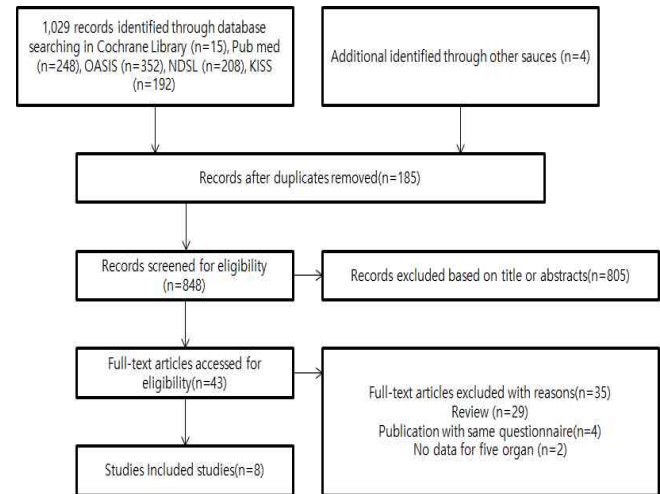 1,029 records identified through database
searching in Cochrane Library (n=15), Pub med
(n=248), OASIS (n=352), NDSL (n=208), KISS
(n=192)
Additional identified through other sauces (n=4)
Records after duplicates removed(n=185)
Records screened for eligibility
(n=848)
Records excluded based on title or abstracts(n=805)
Full-text articles accessed for
eligibility(n=43)
Full-text articles excluded with reasons(n=35)
Review (n=29)
Publication with same questionnaire(n=4)
No data for five organ (n=2)
Studies Included studies(n=8)